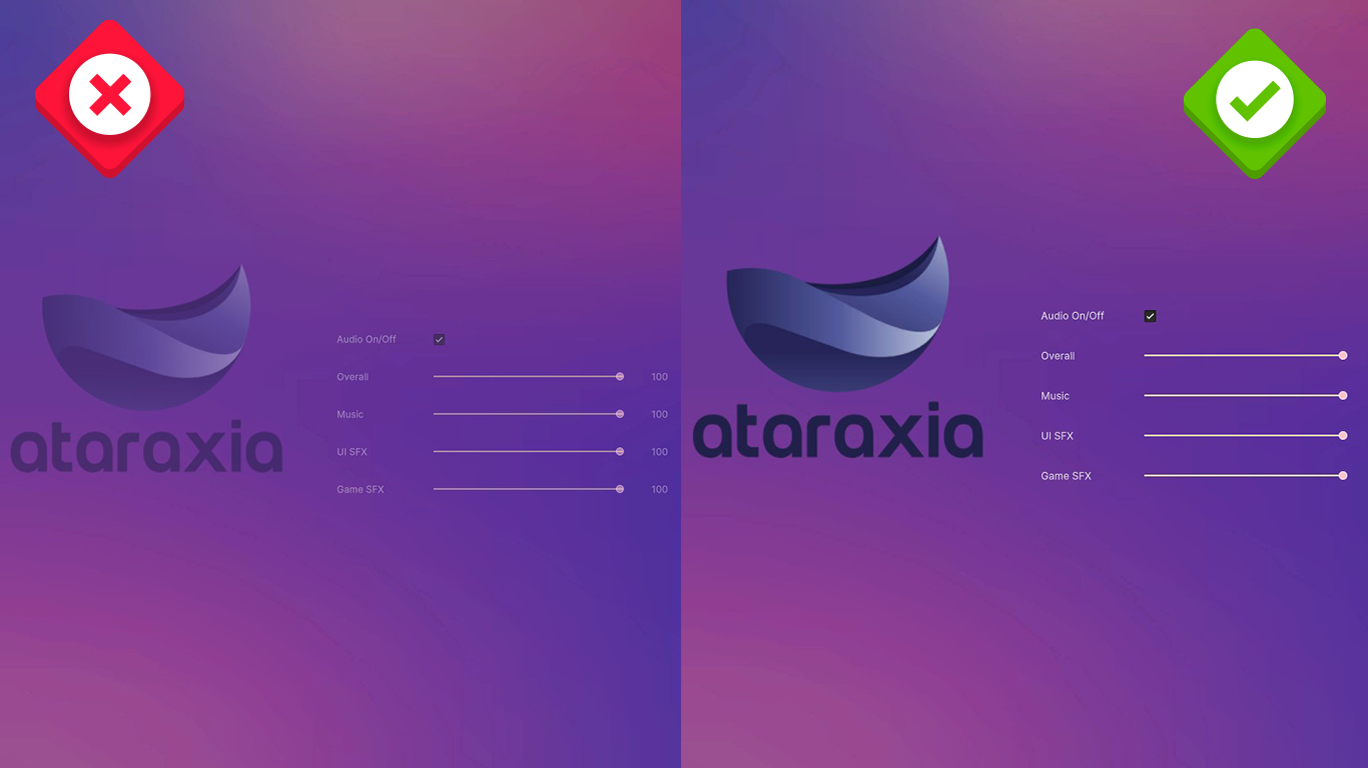 ataraxia
Audio On/Off
Overall 100
Music 100
UI SFX 100
Game SFX 100
ataraxia
Audio On/Off
Overall
Music
UI SFX
Game SFX